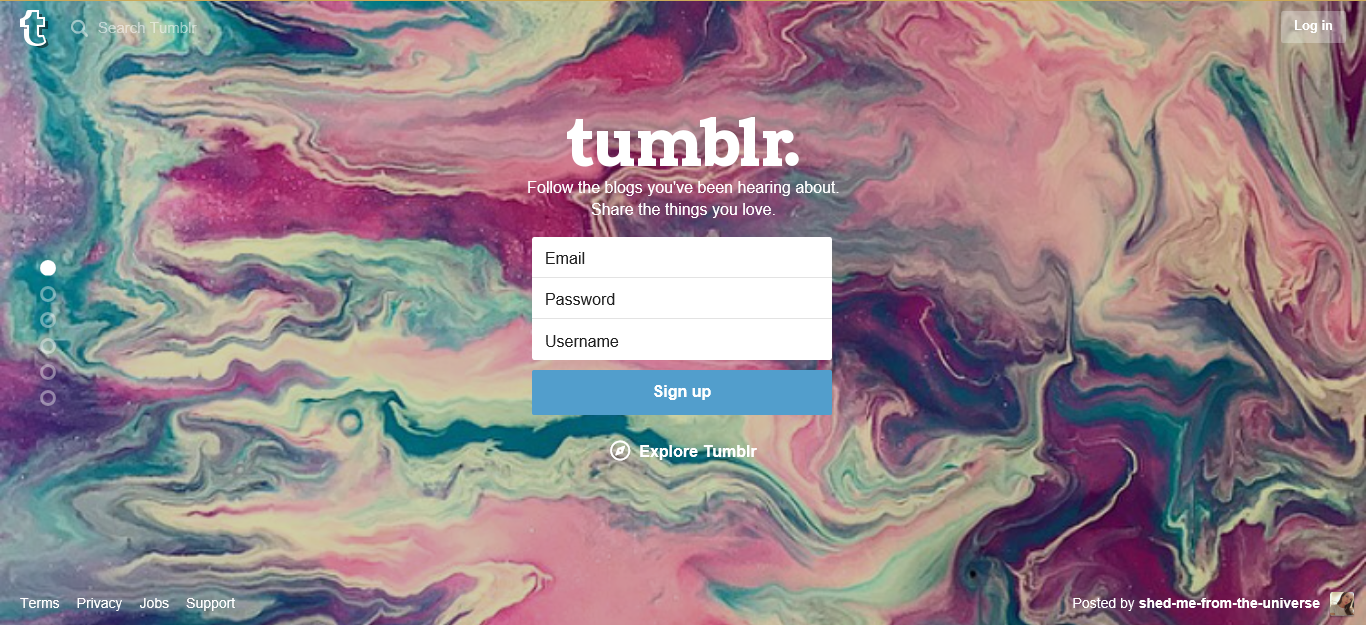 t
Search Tumblr
Log in
tumblr.
Follow the blogs you've been hearing about.
Share the things you love.
Email
Password
Username
Sign up
Explore Tumblr
Terms Privacy Jobs Support
Posted by shed-me-from-the-universe